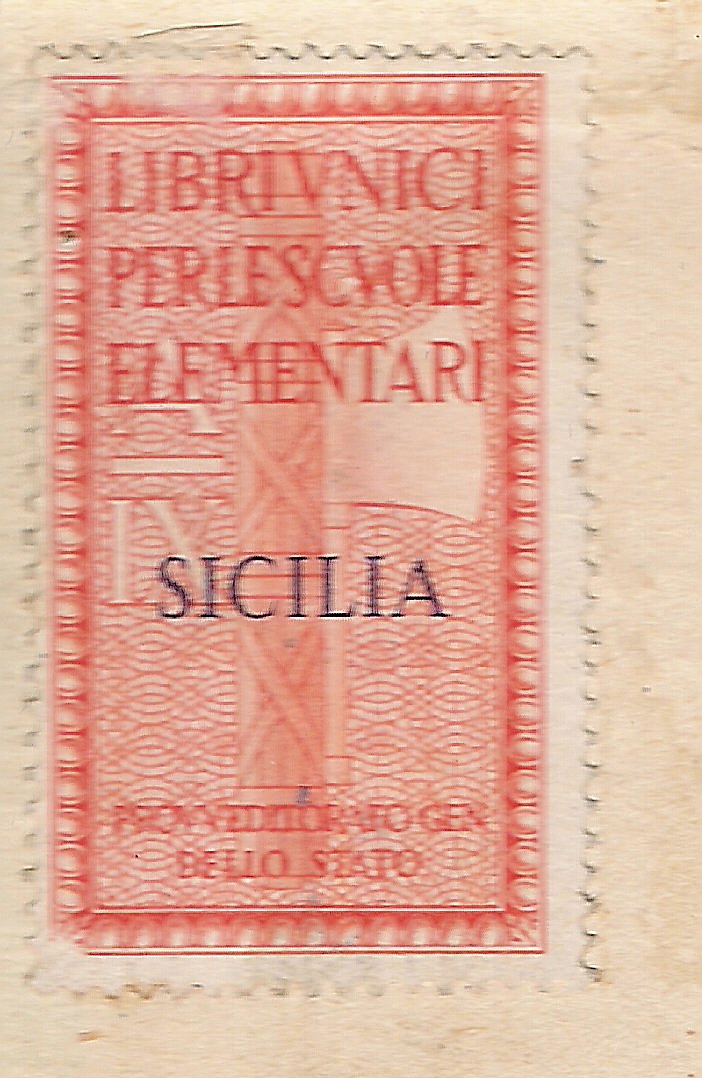 LIBRI VNICI
PER LE SCVOLE
ELEMENTARI
SICILIA
PROVVEDITORATO GEN
DELLO STATO